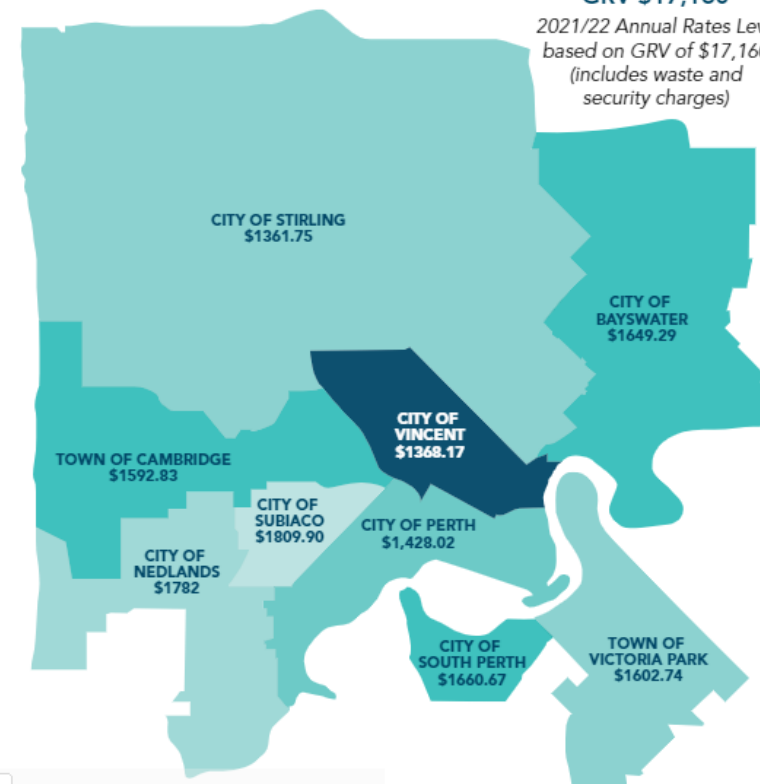 2021/22 Annual Rates
based on GRV of $17,16
(includes waste and
security charges)
CITY OF STIRLING
$1361.75
CITY OF
BAYSWATER
$1649.29
CITY OF
VINCENT
$1368.17
TOWN OF CAMBRIDGE
$1592.83
CITY OF
SUBIACO
$1809.90
CITY OF PERTH
$1,428.02
CITY OF
NEDLANDS
$1782
CITY OF
SOUTH PERTH
$1660.67
TOWN OF
VICTORIA PARK
$1602.74